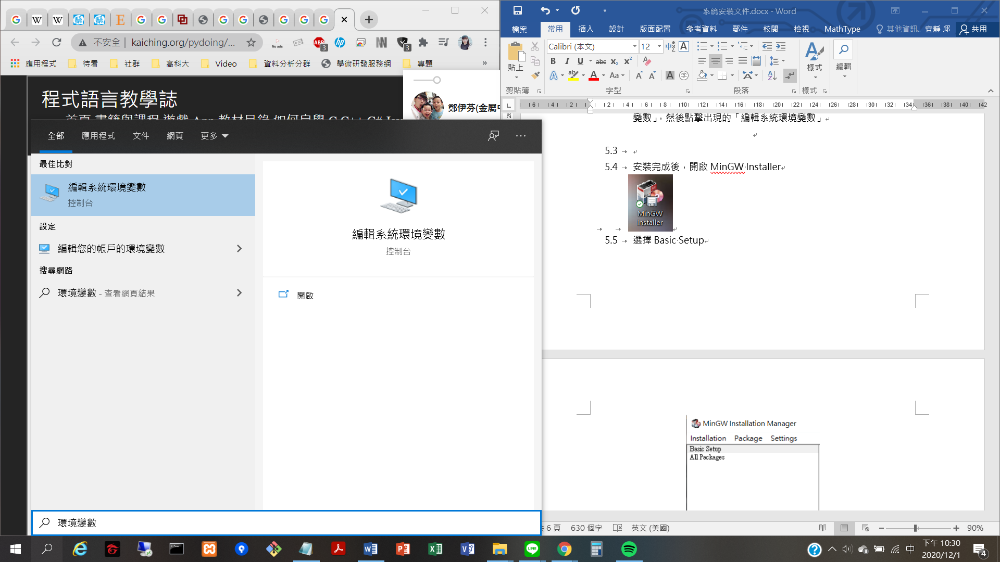 不安全
kaiching.org/pydoing/...
No ads
ABP
3
hp
3
應用程式
待看
社群
高科大
Video
資料分析分群
學術研發服務網
專題
»
程式語言教學誌
鄭伊芬(金屬中
全部
應用程式
文件
網頁
更多
最佳比對
編輯系統環境變數
控制台
設定
編輯您的帳戶的環境變數
搜尋網路
環境變數 - 查看網頁結果
編輯系統環境變數
控制台
開啟
環境變數
系統安裝文件.docx - Word
檔案
常用
插入
設計
版面配置
參考資料
郵件
校閱
檢視
MathType
其他資訊..
宜靜 邱
共用
貼上
Calibri (本文)
12
樣式
編輯
剪貼簿
字型
段落
樣式
變數」，然後點擊出現的「編輯系統環境變數」
5.3
5.4 安裝完成後，開啟 MinGW Installer
MinGW
Installer
5.5 選擇 Basic Setup
MinGW Installation Manager
Installation Package Settings
Basic Setup
All Packages
6 頁
630 個字
英文 (美國)
90%
中
下午 10:30
2020/12/1
4